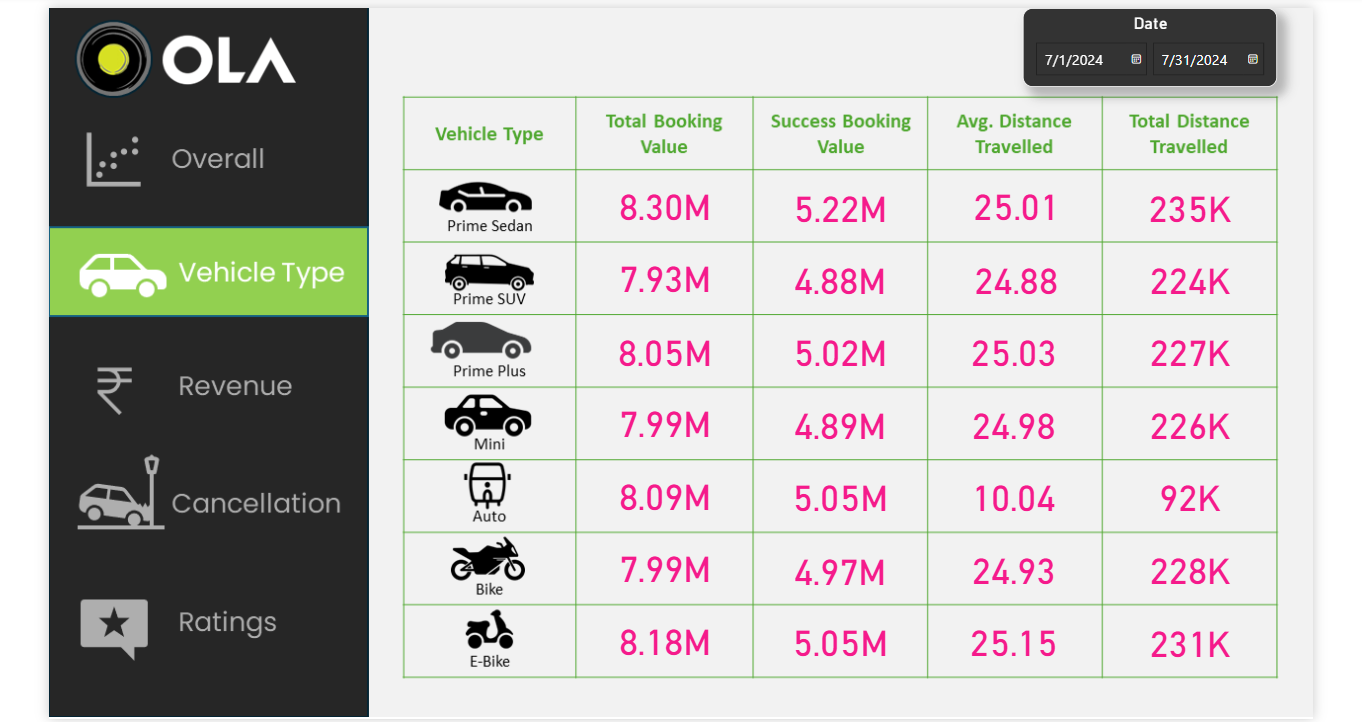 OLA
Date
7/1/2024 7/31/2024
Overall
Vehicle Type
Revenue
Cancellation
Ratings
Vehicle Type Total Booking Value Success Booking Value Avg. Distance Travelled Total Distance Travelled
Prime Sedan 8.30M 5.22M 25.01 235K
Prime SUV 7.93M 4.88M 24.88 224K
Prime Plus 8.05M 5.02M 25.03 227K
Mini 7.99M 4.89M 24.98 226K
Auto 8.09M 5.05M 10.04 92K
Bike 7.99M 4.97M 24.93 228K
E-Bike 8.18M 5.05M 25.15 231K